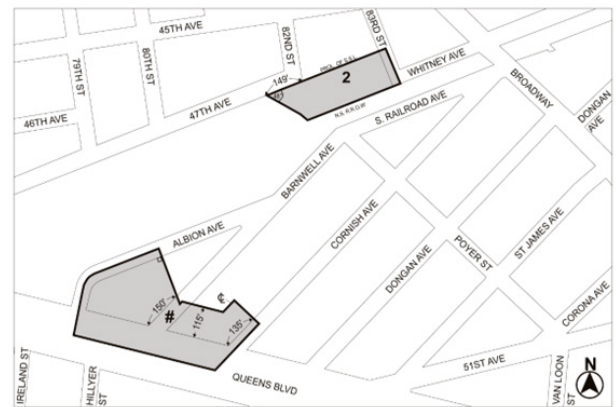 45TH AVE
82ND ST
83RD ST
79TH ST
80TH ST
149'
2
WHITNEY AVE
BROADWAY
46TH AVE
47TH AVE
S. RAILROAD AVE
DONGAN
AVE
BARNWELL AVE
ALBION AVE
CORNISH AVE
DONGAN AVE
POYER ST
ST JAMES AVE
CORONA AVE
150'
#
115'
135'
℄
51ST AVE
QUEENS BLVD
IRELAND ST
HILLYER
ST
VAN LOON
ST
N